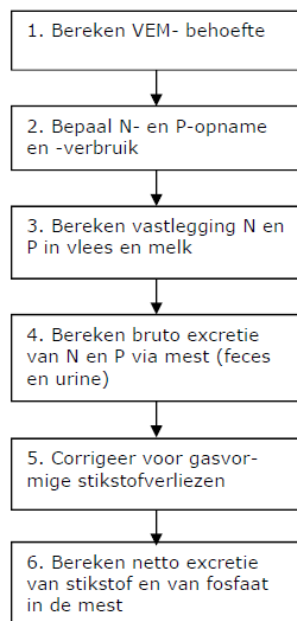 1. Bereken VEM- behoefte
2. Bepaal N- en P-opname
en -verbruik
3. Bereken vastlegging N en
P in vlees en melk
4. Bereken bruto excretie
van N en P via mest (feces
en urine)
5. Corrigeer voor gasvor-
mige stikstofverliezen
6. Bereken netto excretie
van stikstof en van fosfaat
in de mest